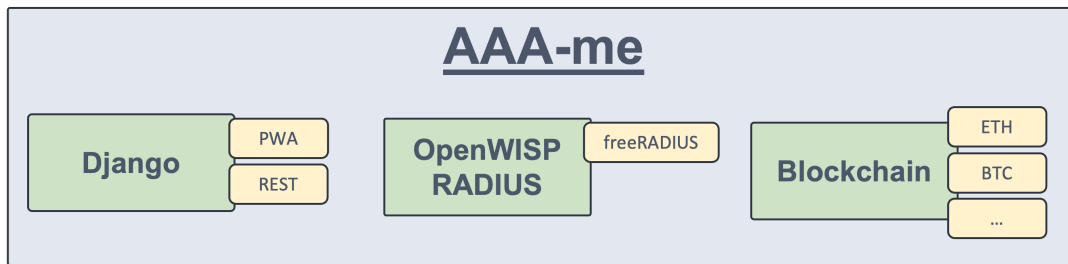 AAA-me
Django
PWA
REST
OpenWISP
RADIUS
freeRADIUS
Blockchain
ETH
BTC
...